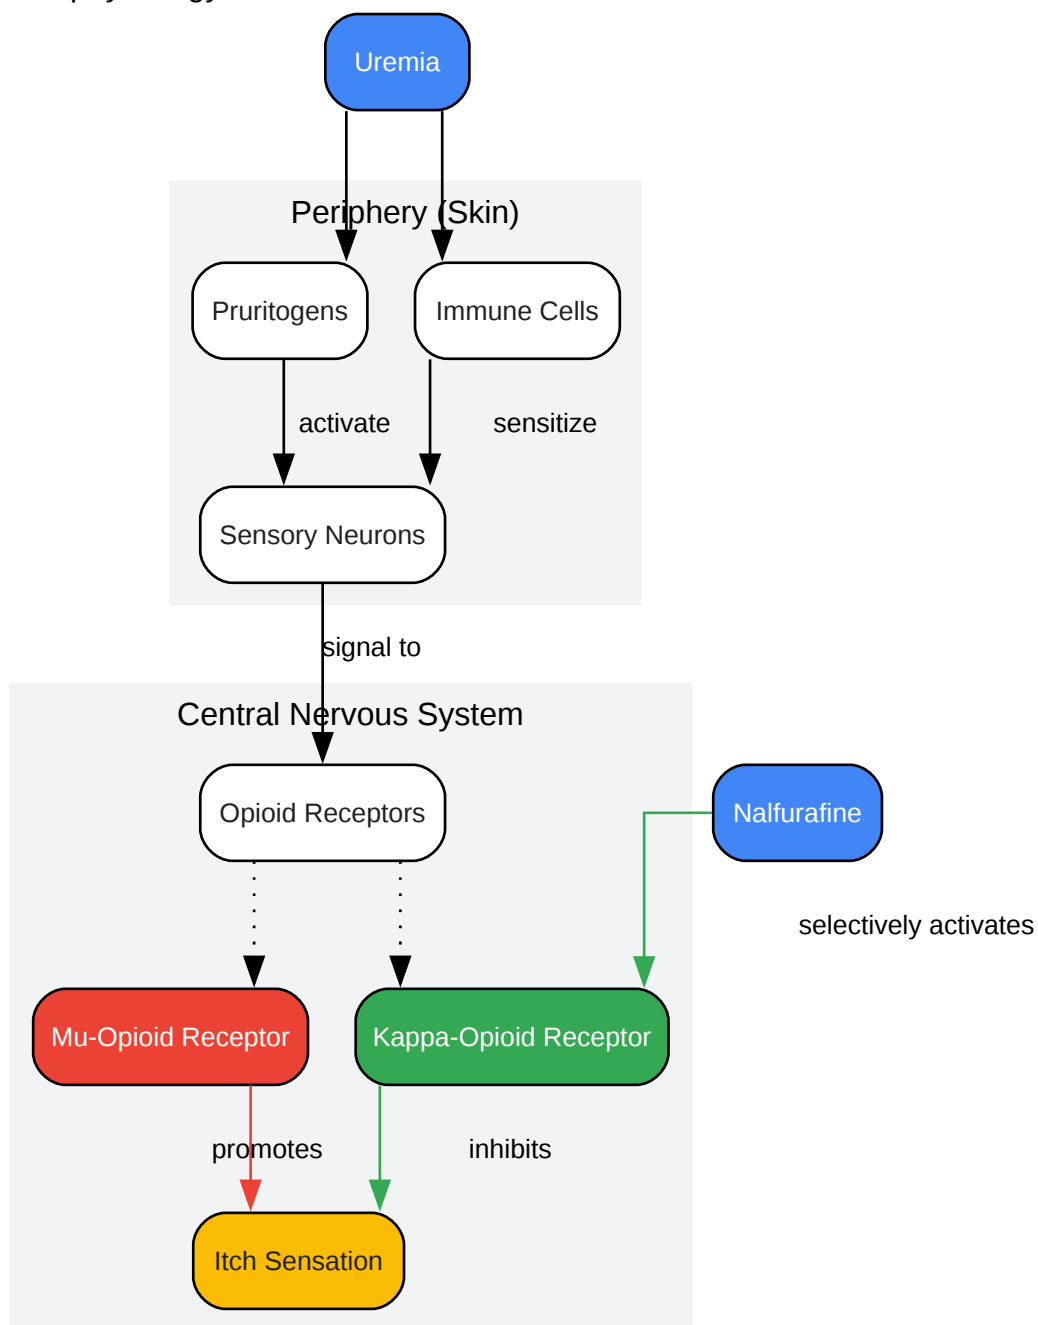 Uremia
Periphery (Skin)
Pruritogens
Immune Cells
activate
sensitize
Sensory Neurons
signal to
Central Nervous System
Opioid Receptors
Nalfurafine
selectively activates
Mu-Opioid Receptor
Kappa-Opioid Receptor
promotes
inhibits
Itch Sensation